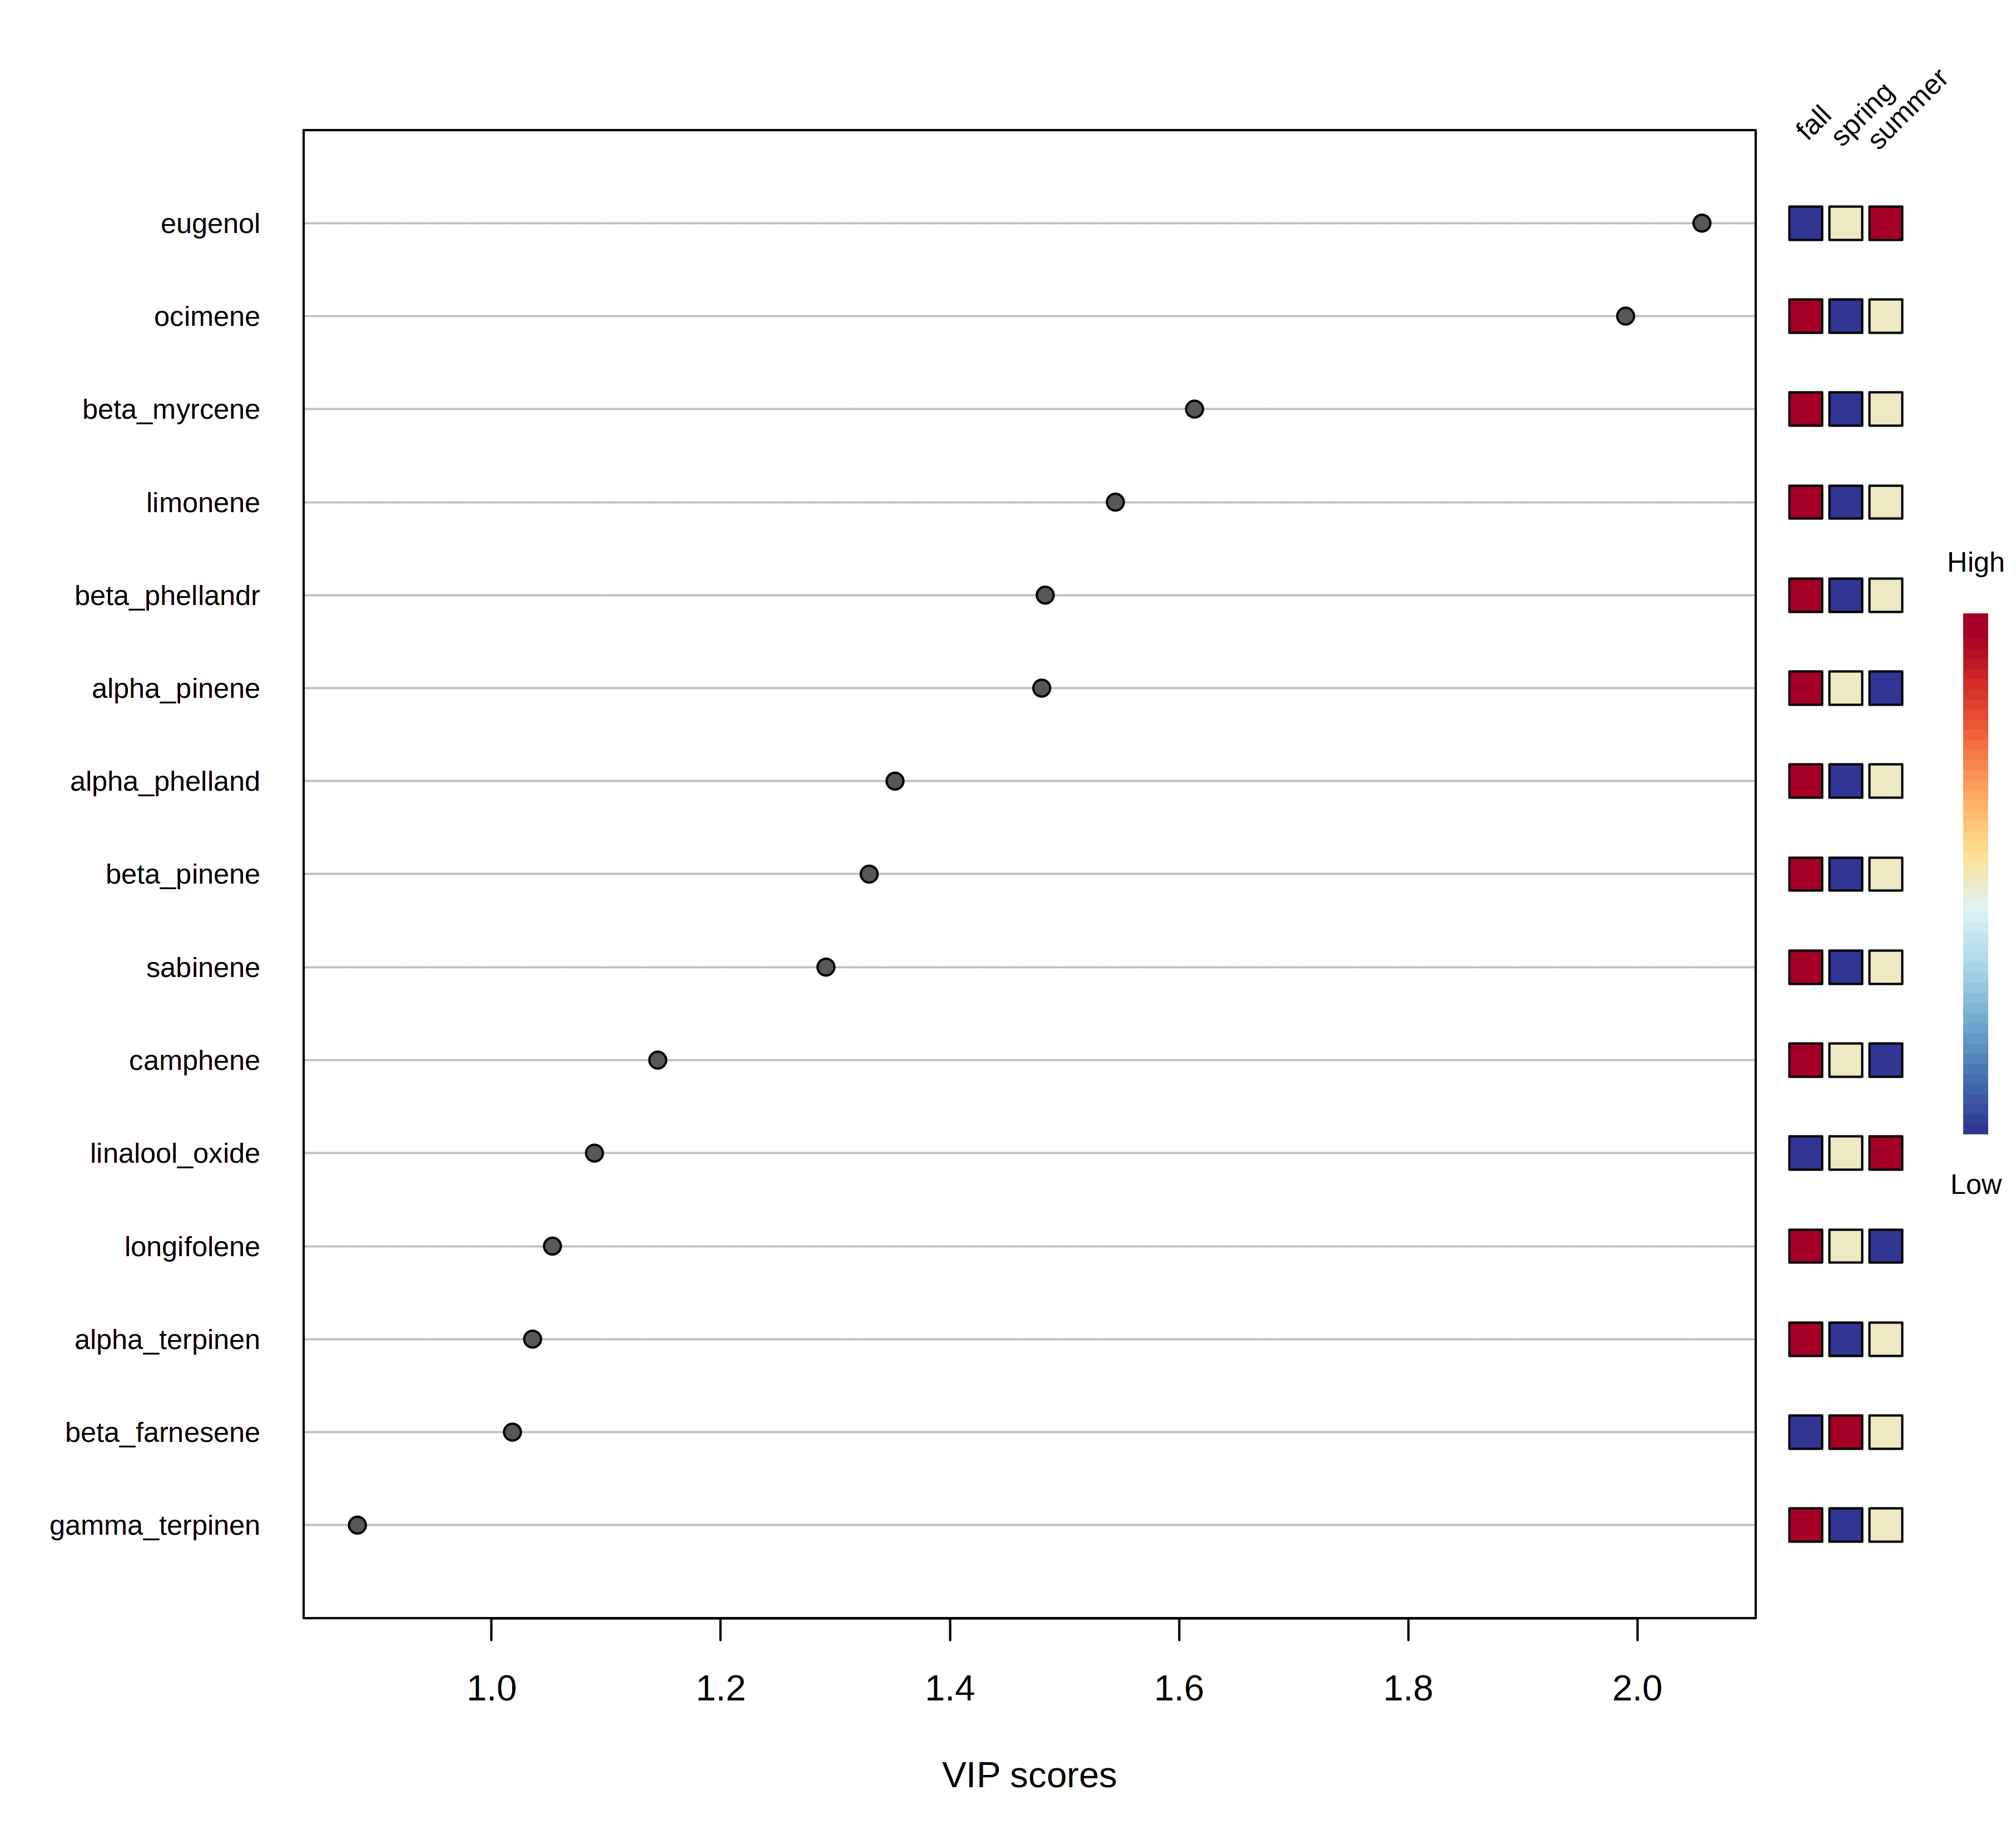 fall
spring
summer
eugenol
ocimene
beta_myrcene
limonene
beta_phellandr
alpha_pinene
alpha_phelland
beta_pinene
sabinene
camphene
linalool_oxide
longifolene
alpha_terpinen
beta_farnesene
gamma_terpinen
High
Low
1.0 1.2 1.4 1.6 1.8 2.0
VIP scores